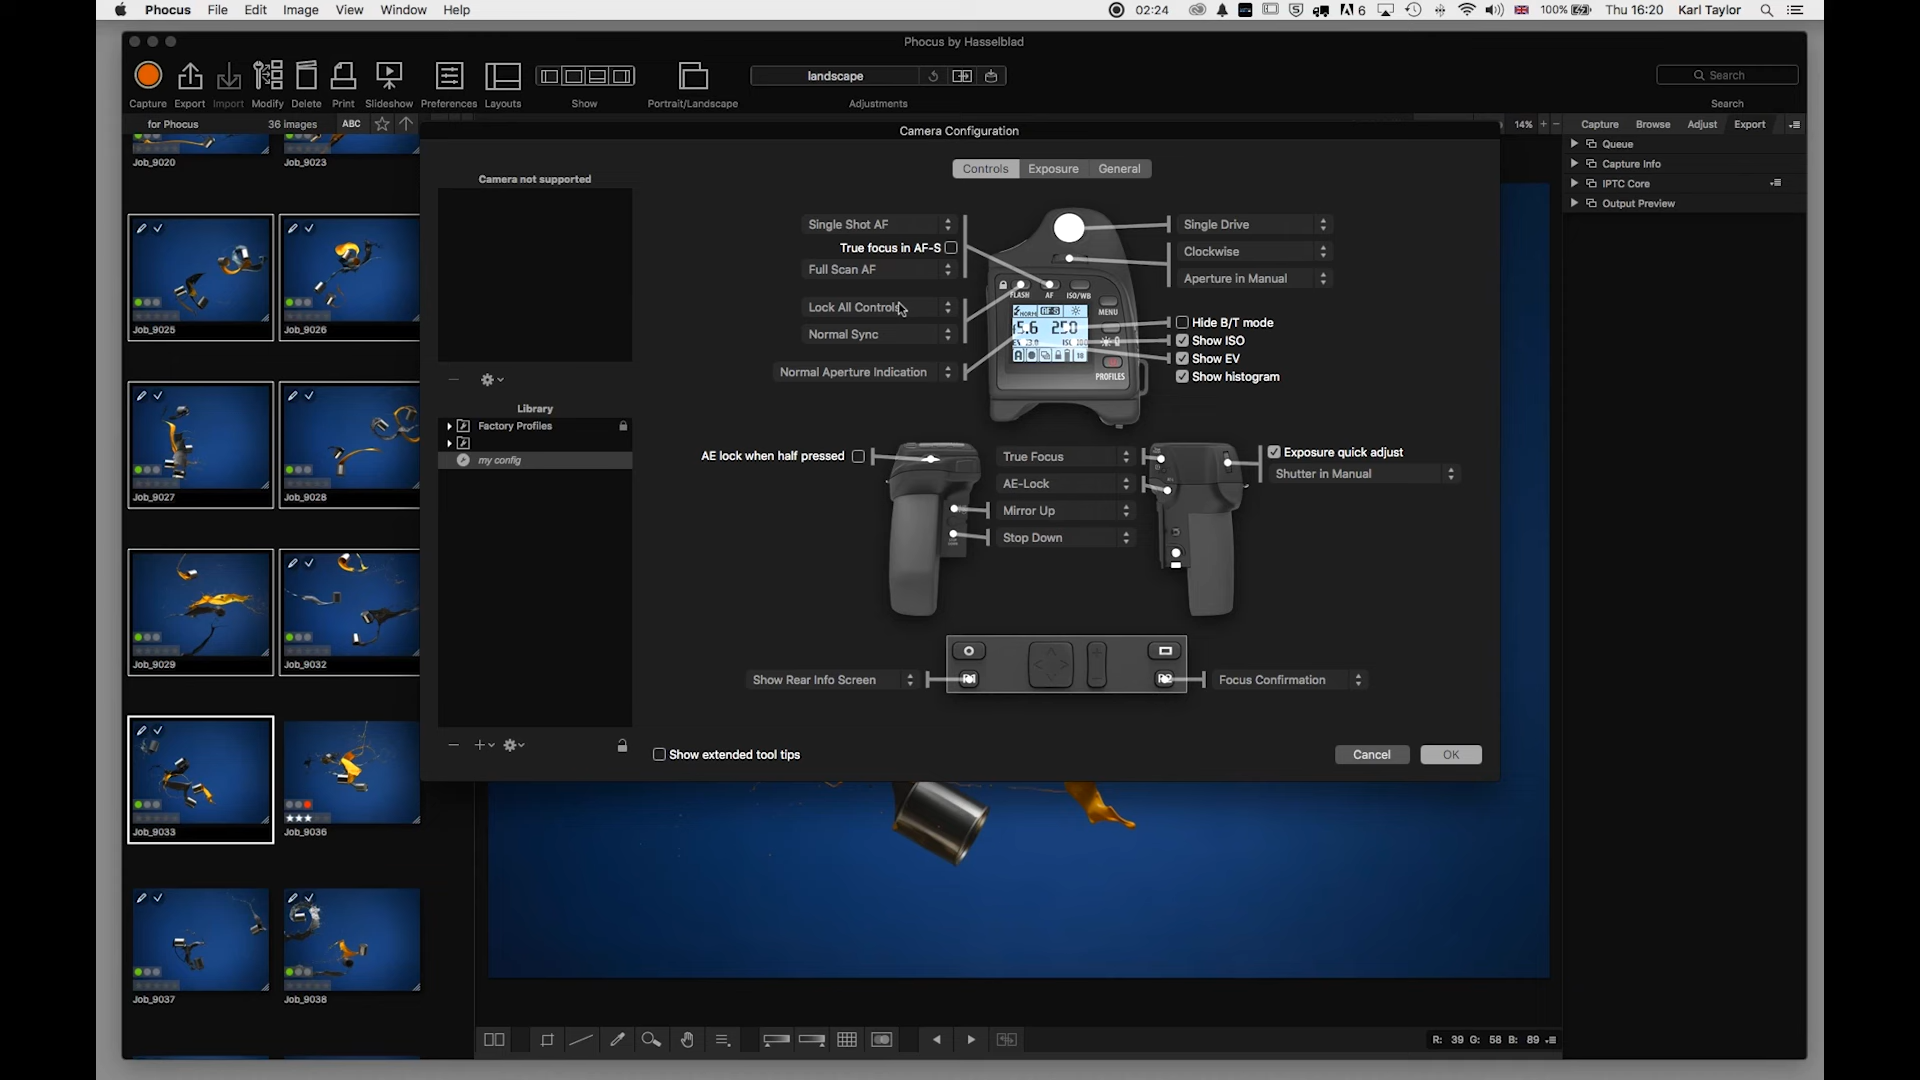 Phocus File Edit Image View Window Help
02:24 6 100% Thu 16:20 Karl Taylor
Phocus by Hasselblad
landscape
Search
Capture Export Import Modify Delete Print Slideshow Preferences Layouts Show Portrait/Landscape Adjustments Search
for Phocus 36 images ABC
14% + −
Capture Browse Adjust Export
Queue
Capture Info
IPTC Core
Output Preview
Job_9020 Job_9023
Job_9025 Job_9026
Job_9027 Job_9028
Job_9029 Job_9032
Job_9033 Job_9036
Job_9037 Job_9038
Camera Configuration
Controls Exposure General
Camera not supported
Library
Factory Profiles
my config
Single Shot AF
True focus in AF-S
Full Scan AF
Lock All Controls
Normal Sync
Normal Aperture Indication
Single Drive
Clockwise
Aperture in Manual
Hide B/T mode
Show ISO
Show EV
Show histogram
FLASH AF ISO/WB
MENU
NORM AF-S
5.6 250
PROFILES
AE lock when half pressed
True Focus
AE-Lock
Mirror Up
Stop Down
Exposure quick adjust
Shutter in Manual
Show Rear Info Screen
Focus Confirmation
Show extended tool tips
Cancel OK
R: 39 G: 58 B: 89